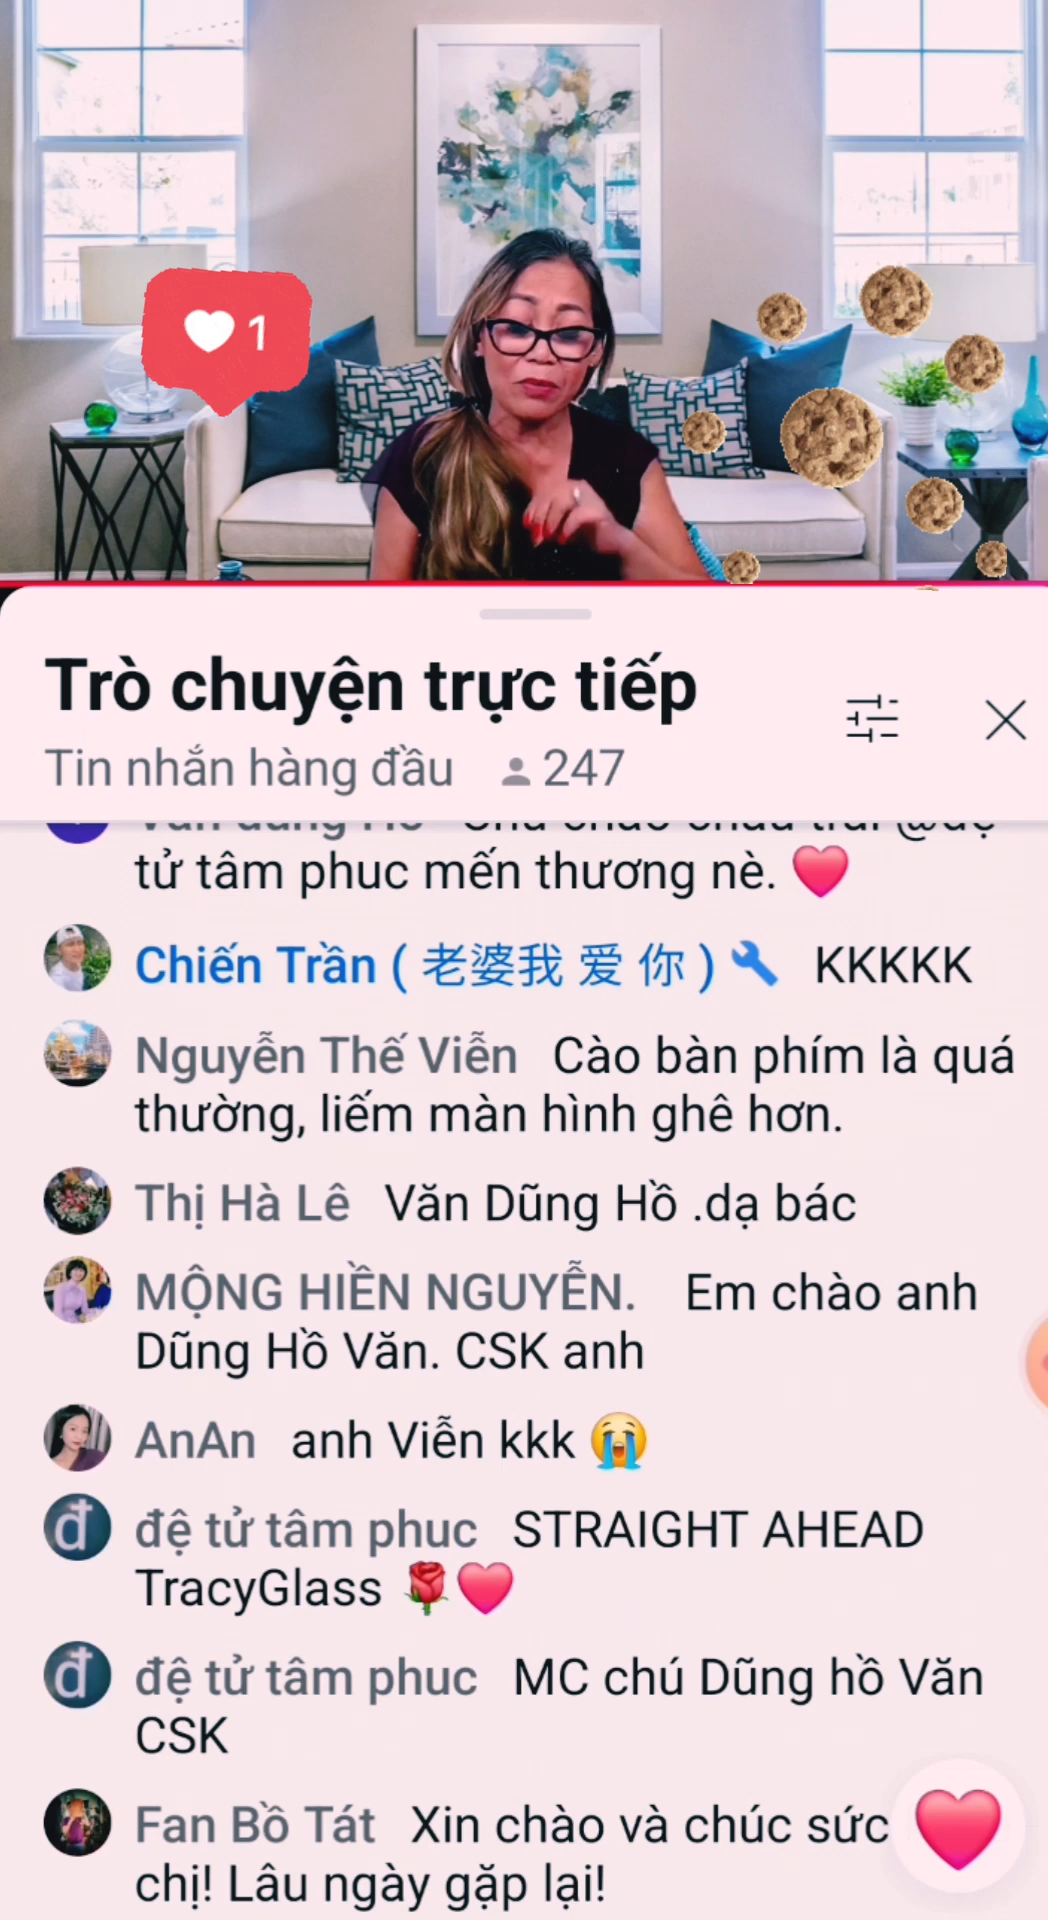 1
Trò chuyện trực tiếp
Tin nhắn hàng đầu 247
tử tâm phuc mến thương nè. ❤️
Chiến Trần ( 老婆我 爱 你 ) 🔧 KKKKK
Nguyễn Thế Viễn Cào bàn phím là quá
thường, liếm màn hình ghê hơn.
Thị Hà Lê Văn Dũng Hồ .dạ bác
MỘNG HIỀN NGUYỄN. Em chào anh
Dũng Hồ Văn. CSK anh
AnAn anh Viễn kkk 😭
đ đệ tử tâm phuc STRAIGHT AHEAD
TracyGlass 🌹❤️
đ đệ tử tâm phuc MC chú Dũng hồ Văn
CSK
Fan Bồ Tát Xin chào và chúc sức
chị! Lâu ngày gặp lại!